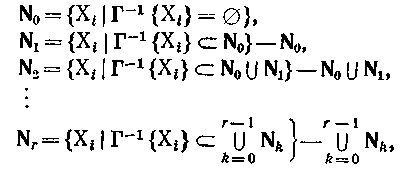 N₀ = {Xᵢ | Γ⁻¹ {Xᵢ} = ∅},
N₁ = {Xᵢ | Γ⁻¹ {Xᵢ} ⊂ N₀} — N₀,
N₂ = {Xᵢ | Γ⁻¹ {Xᵢ} ⊂ N₀ ⋃ N₁} — N₀ ⋃ N₁,
⋮
Nᵣ = {Xᵢ | Γ⁻¹ {Xᵢ} ⊂ ⋃_{k=0}^{r−1} Nₖ} — ⋃_{k=0}^{r−1} Nₖ,